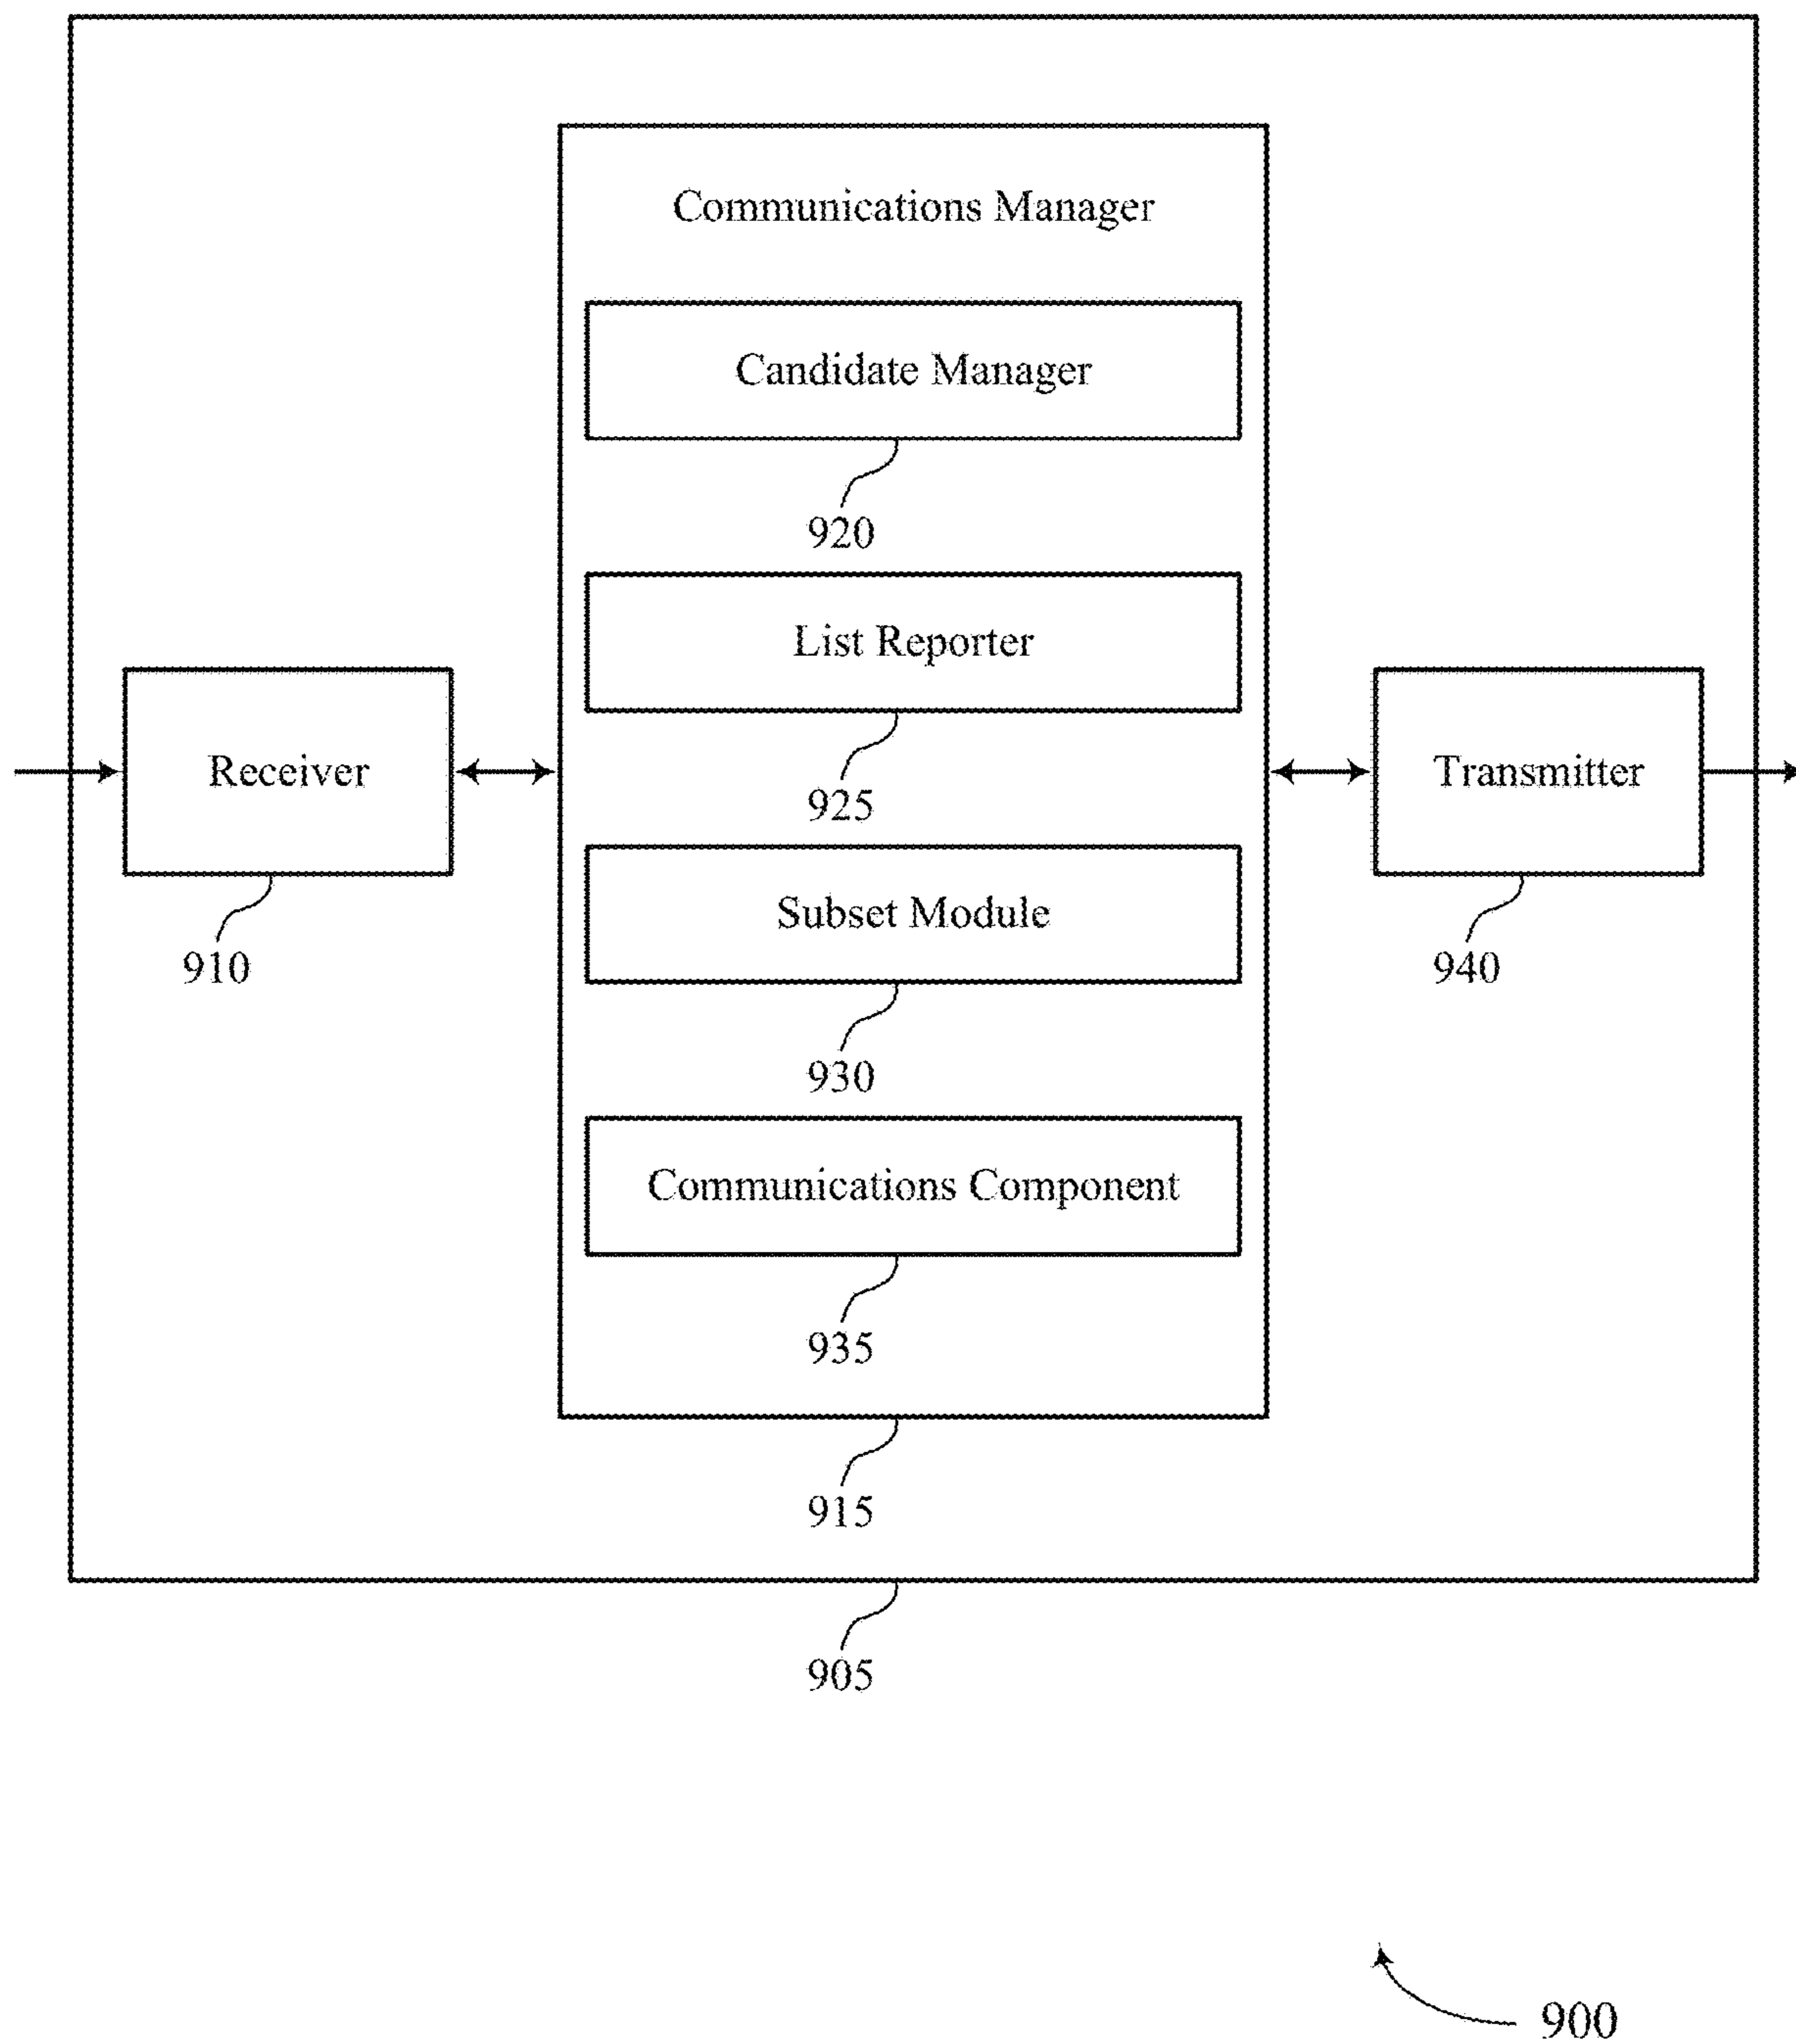 Communications Manager
Candidate Manager
920
List Reporter
925
Receiver
910
Transmitter
940
Subset Module
930
Communications Component
935
915
905
900